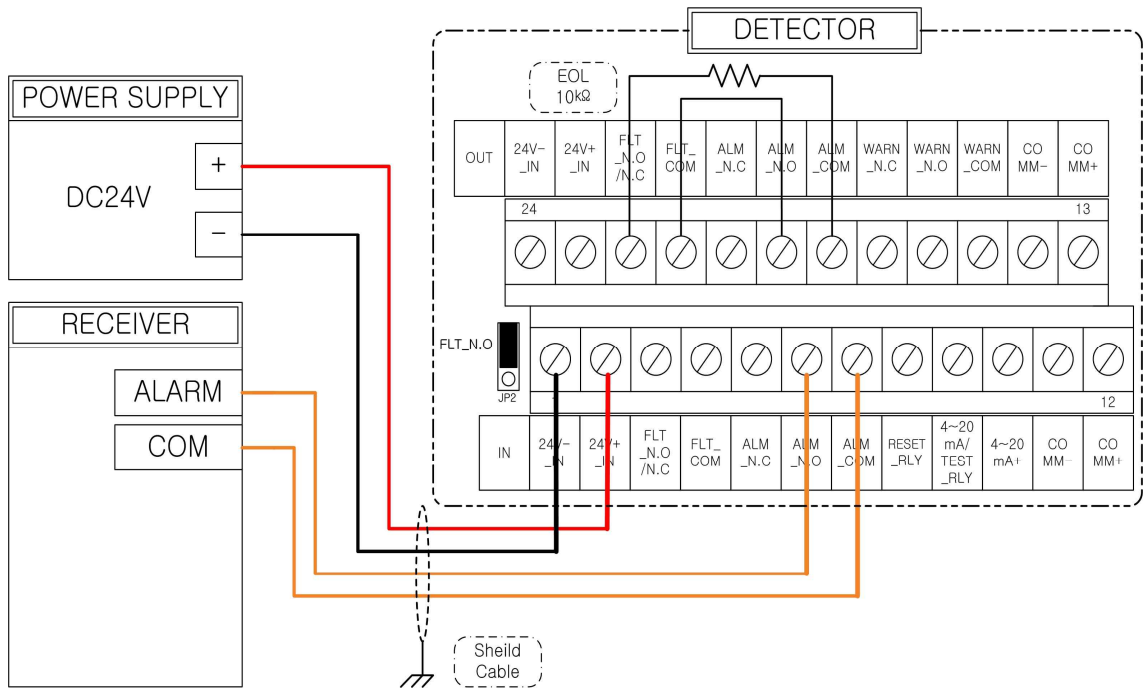 DETECTOR
EOL
10kΩ
POWER SUPPLY
+
DC24V
−
OUT
24V-
_IN
24V+
_IN
FLT
_N.O
/N.C
FLT_
COM
ALM
_N.C
ALM
_N.O
ALM
_COM
WARN
_N.C
WARN
_N.O
WARN
_COM
CO
MM-
CO
MM+
24
13
RECEIVER
ALARM
COM
FLT_N.O
JP2
12
IN
24V-
_IN
24V+
_IN
FLT
_N.O
/N.C
FLT_
COM
ALM
_N.C
ALM
_N.O
ALM
_COM
RESET
_RLY
4~20
mA/
TEST
_RLY
4~20
mA+
CO
MM-
CO
MM+
Sheild
Cable